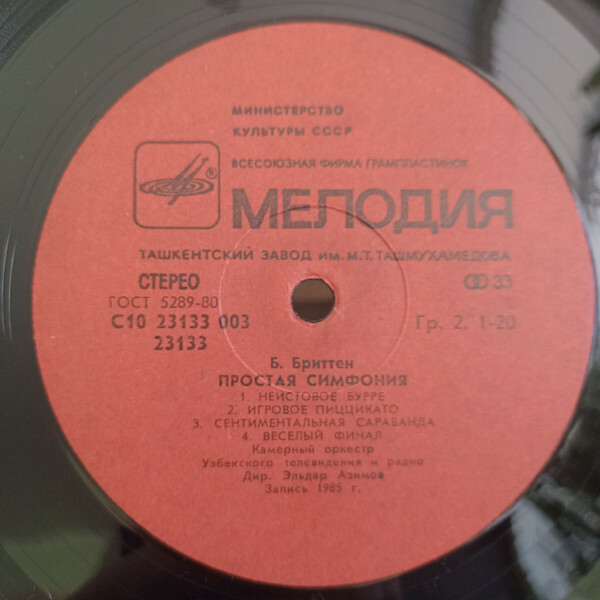 МИНИСТЕРСТВО
КУЛЬТУРЫ СССР
ВСЕСОЮЗНАЯ ФИРМА ГРАМПЛАСТИНОК
®
МЕЛОДИЯ
ТАШКЕНТСКИЙ ЗАВОД ИМ. М.Т. ТАШМУХАМЕДОВА
СТЕРЕО 33
ГОСТ 5289-80
С10 23133 003 Гр. 2. 1-20
23133
Б. Бриттен
ПРОСТАЯ СИМФОНИЯ
1. НЕИСТОВОЕ БУРРЕ
2. ИГРОВОЕ ПИЦЦИКАТО
3. СЕНТИМЕНТАЛЬНАЯ САРАБАНДА
4. ВЕСЕЛЫЙ ФИНАЛ
Камерный оркестр
Узбекского телевидения и радио
Дир. Эльдар Азимов
Запись 1985 г.